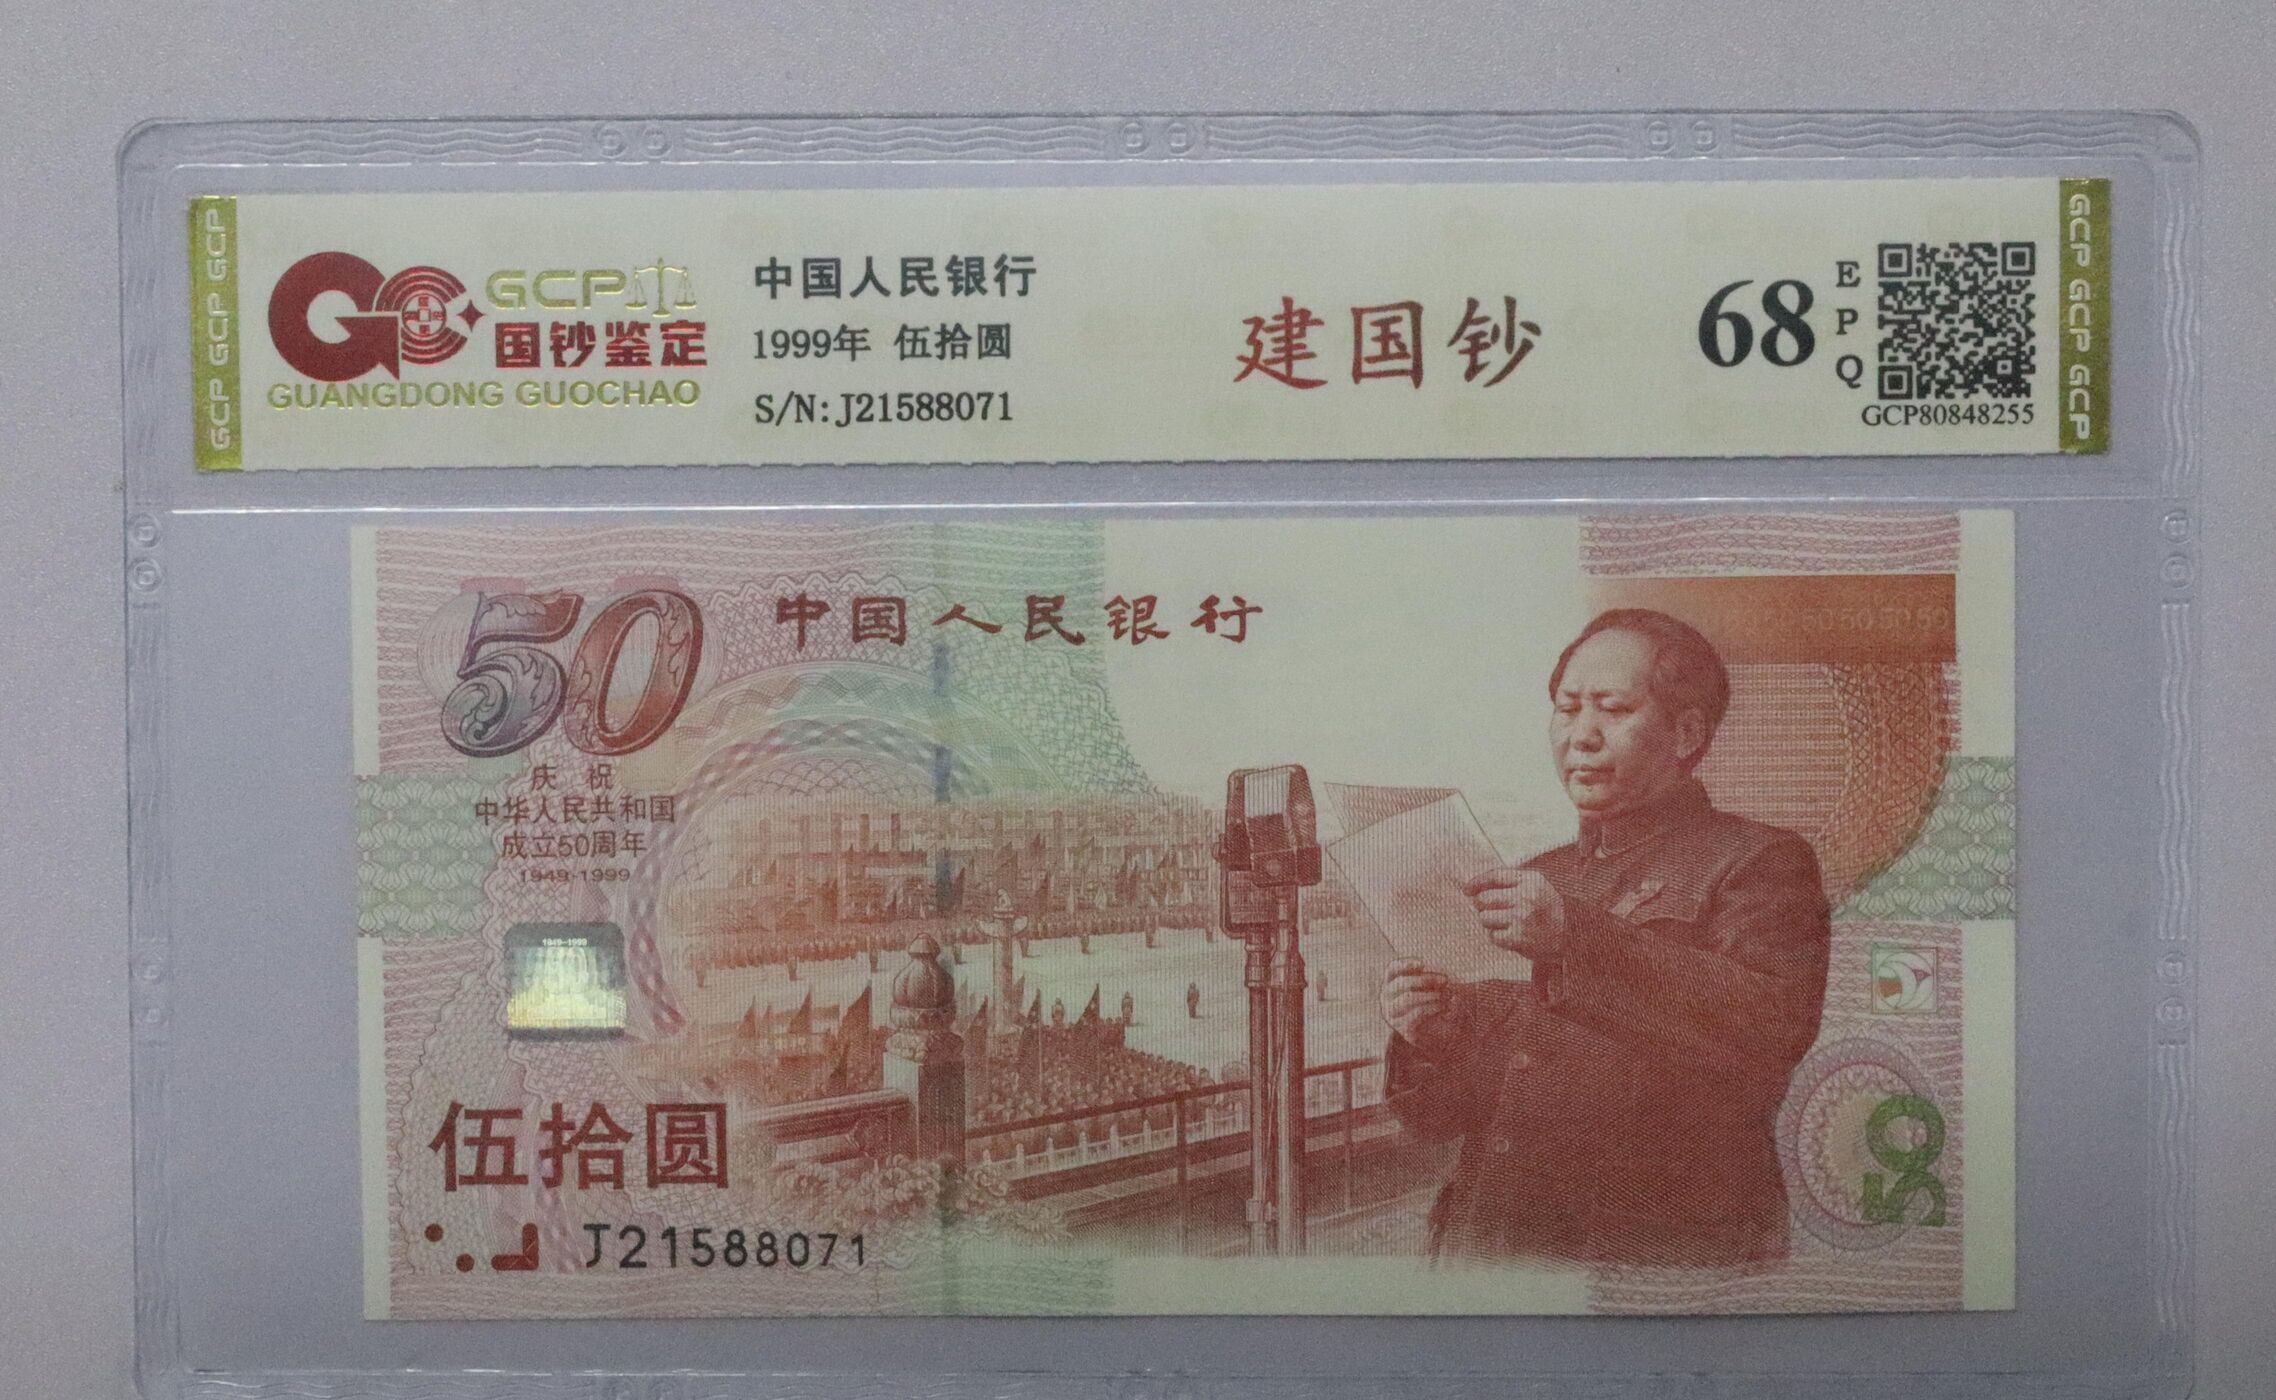 GCP GCP GCP
GCP
国钞鉴定
GUANGDONG GUOCHAO
中国人民银行
1999年 伍拾圆
S/N:J21588071
建国钞
68
EPQ
GCP80848255
GCP GCP GCP
50
中国人民银行
庆 祝
中华人民共和国
成立50周年
1949-1999
1949-1999
伍拾圆
J21588071
50